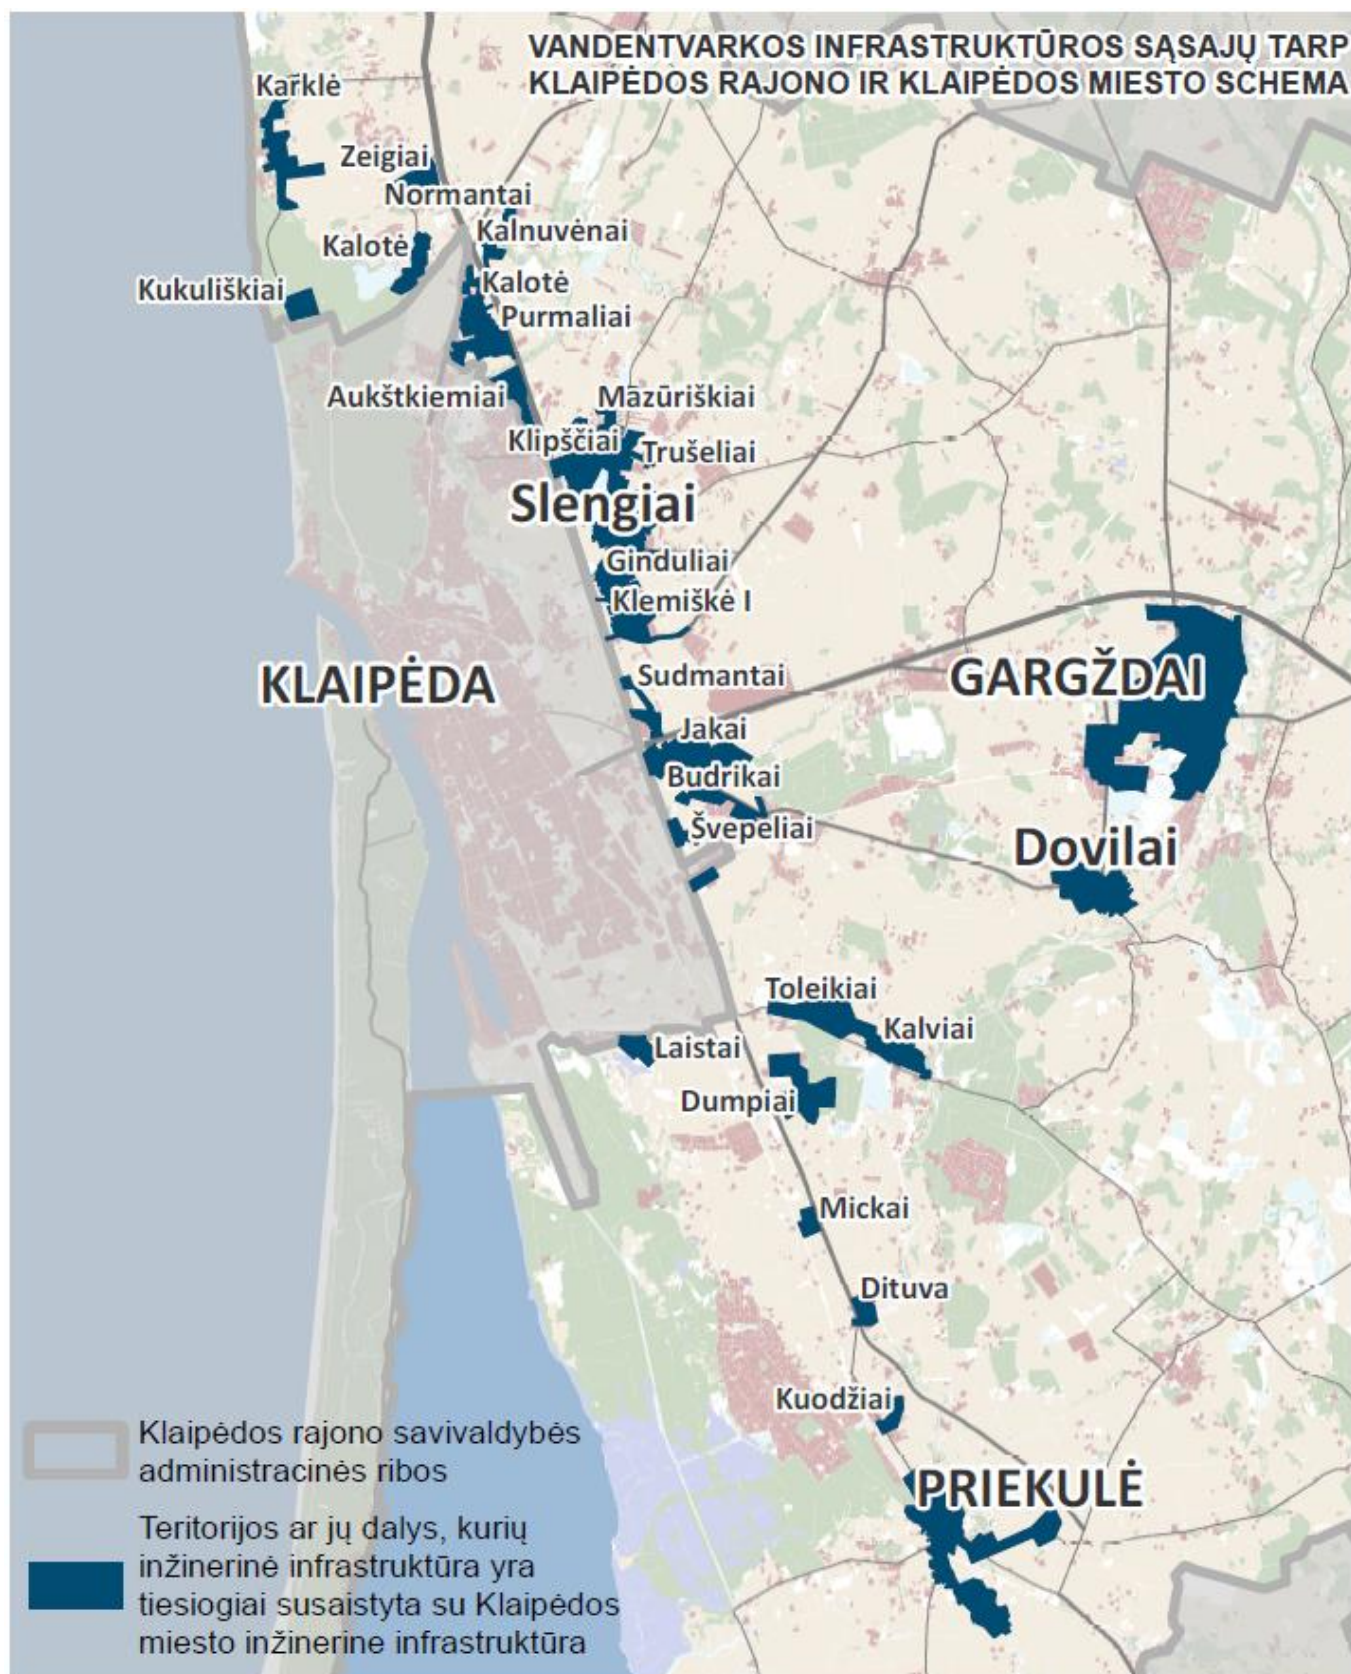 VANDENTVARKOS INFRASTRUKTŪROS SĄSAJŲ TARP
KLAIPĖDOS RAJONO IR KLAIPĖDOS MIESTO SCHEMA
Karklė
Zeigiai
Normantai
Kalnuvėnai
Kalotė
Kalotė
Kukuliškiai
Purmaliai
Aukštkiemiai
Mazūriškiai
Klipščiai
Trušeliai
Slengiai
Ginduliai
Klemiškė I
KLAIPĖDA
Sudmantai
GARGŽDAI
Jakai
Budrikai
Švepeliai
Dovilai
Toleikiai
Kalviai
Laistai
Dumpiai
Mickai
Dituva
Kuodžiai
PRIEKULĖ
Klaipėdos rajono savivaldybės
administracinės ribos
Teritorijos ar jų dalys, kurių
inžinerinė infrastruktūra yra
tiesiogiai susaistyta su Klaipėdos
miesto inžinerine infrastruktūra